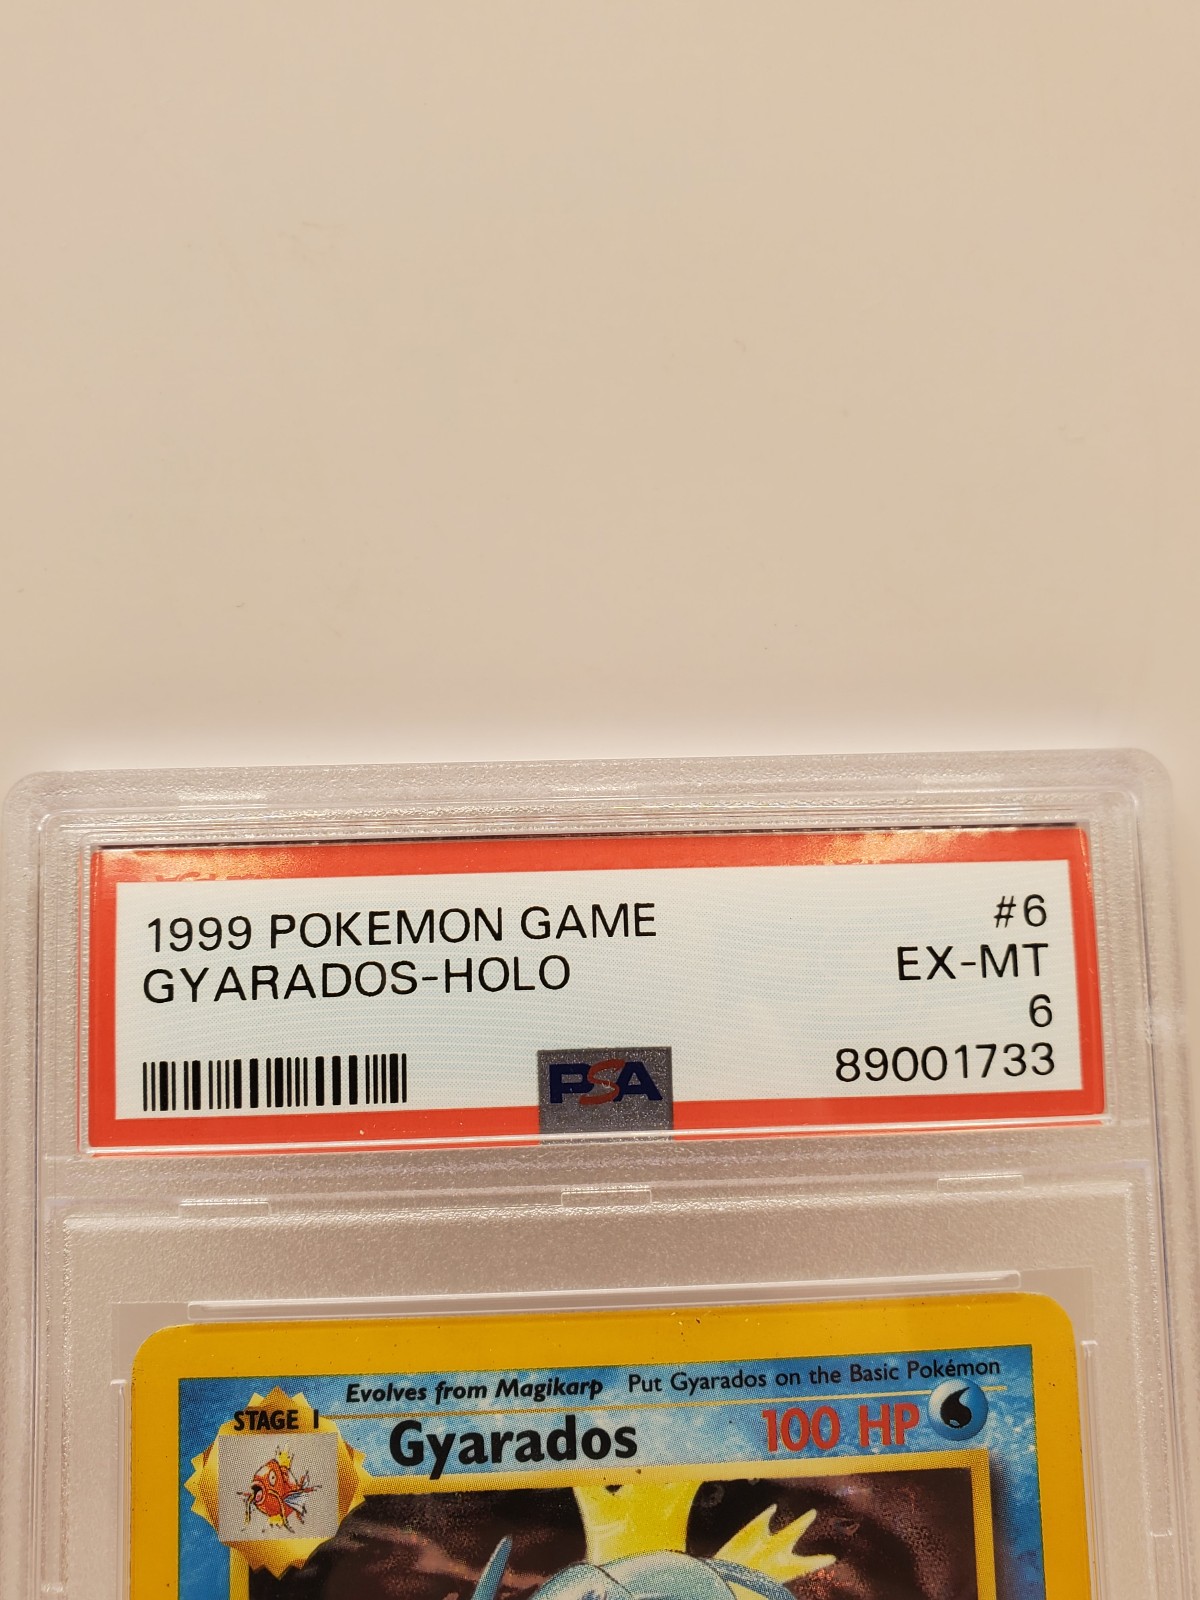 1999 POKEMON GAME #6
GYARADOS-HOLO EX-MT
6
PSA 89001733
Evolves from Magikarp Put Gyarados on the Basic Pokémon
STAGE 1
Gyarados 100 HP